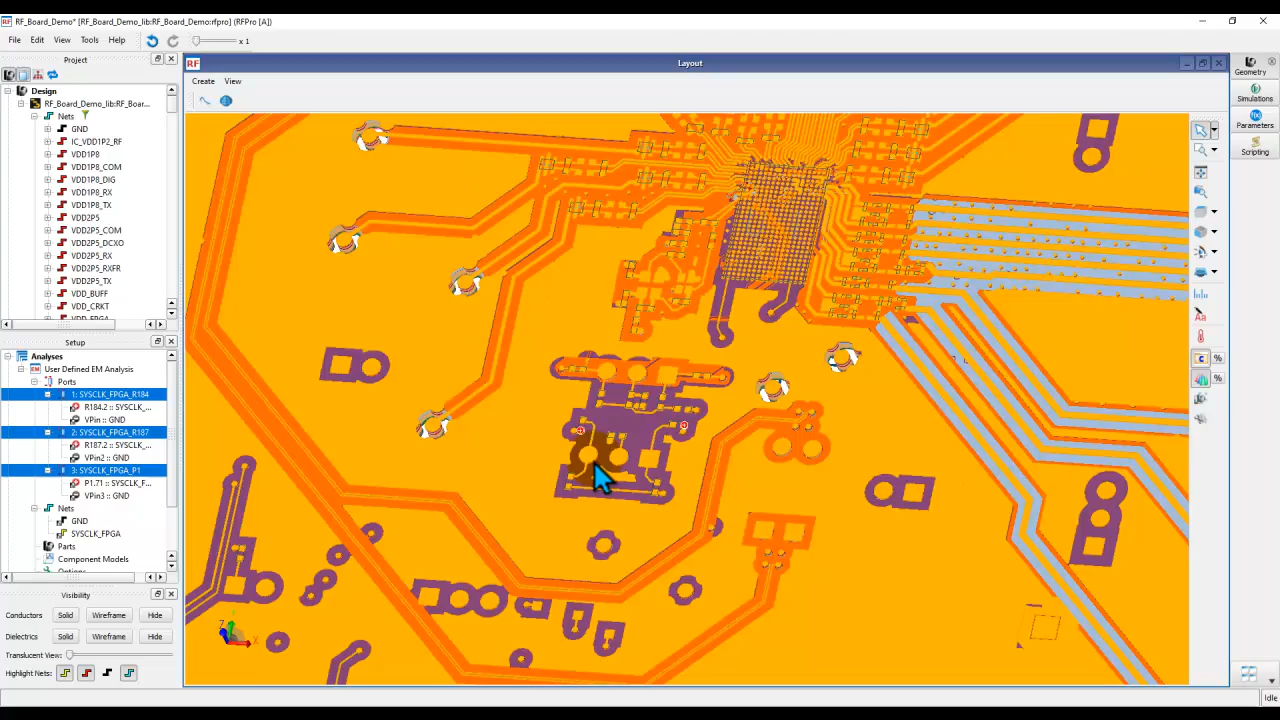 RF_Board_Demo* [RF_Board_Demo_lib:RF_Board_Demo:rfpro] (RFPro [A])
File Edit View Tools Help
x 1
Project
Design
RF_Board_Demo_lib:RF_Boar...
Nets
GND
IC_VDD1P2_RF
VDD1P8
VDD1P8_COM
VDD1P8_DIG
VDD1P8_RX
VDD1P8_TX
VDD2P5
VDD2P5_COM
VDD2P5_DCXO
VDD2P5_RX
VDD2P5_RXFR
VDD2P5_TX
VDD_BUFF
VDD_CRKT
Setup
Analyses
EM User Defined EM Analysis
Ports
1: SYSCLK_FPGA_R184
R184.2 :: SYSCLK_...
VPin :: GND
2: SYSCLK_FPGA_R187
R187.2 :: SYSCLK_...
VPin2 :: GND
3: SYSCLK_FPGA_P1
P1.71 :: SYSCLK_F...
VPin3 :: GND
Nets
GND
SYSCLK_FPGA
Parts
Component Models
Visibility
Conductors Solid Wireframe Hide
Dielectrics Solid Wireframe Hide
Translucent View:
Highlight Nets:
RF Layout
Create View
Z
X
Aa
%
%
Geometry
Simulations
Parameters
Scripting
Idle